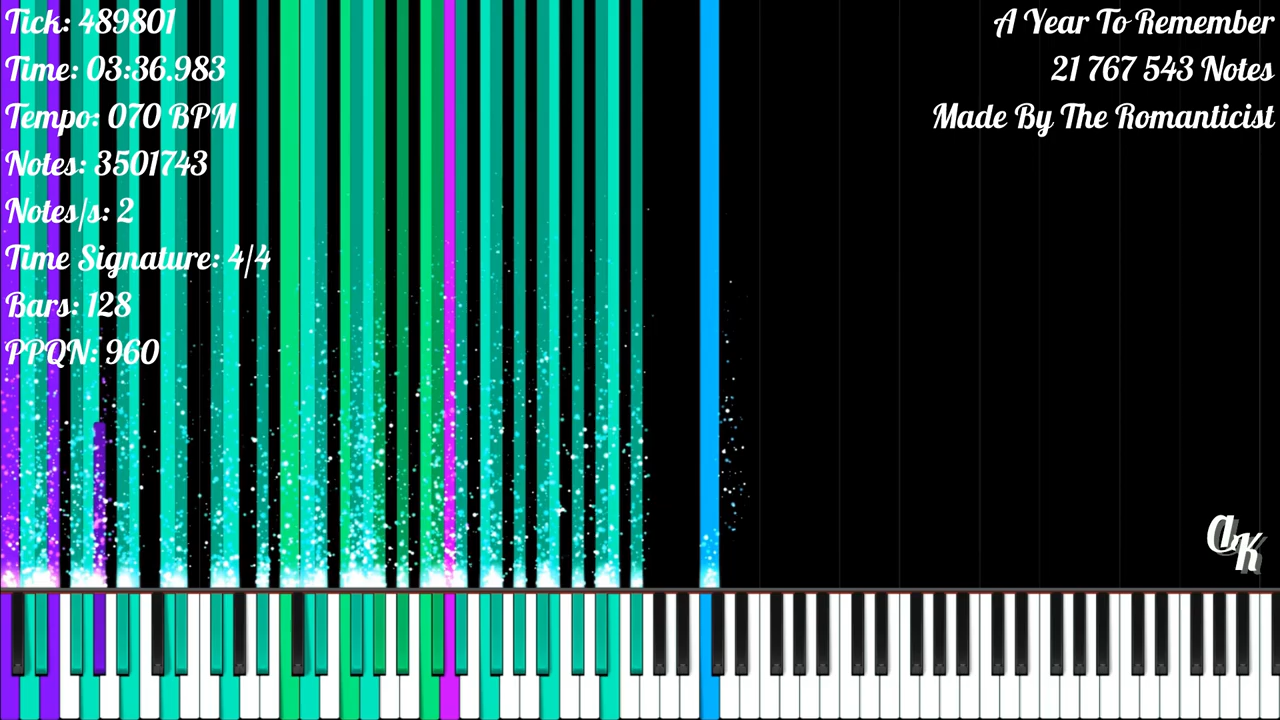 Tick: 489801
Time: 03:36.983
Tempo: 070 BPM
Notes: 3501743
Notes/s: 2
Time Signature: 4/4
Bars: 128
PPQN: 960
A Year To Remember
21 767 543 Notes
Made By The Romanticist
AK